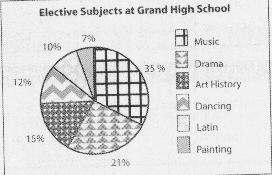 Elective Subjects at Grand High School
7%
10%
12%
15%
21%
35%
Music
Drama
Art History
Dancing
Latin
Painting